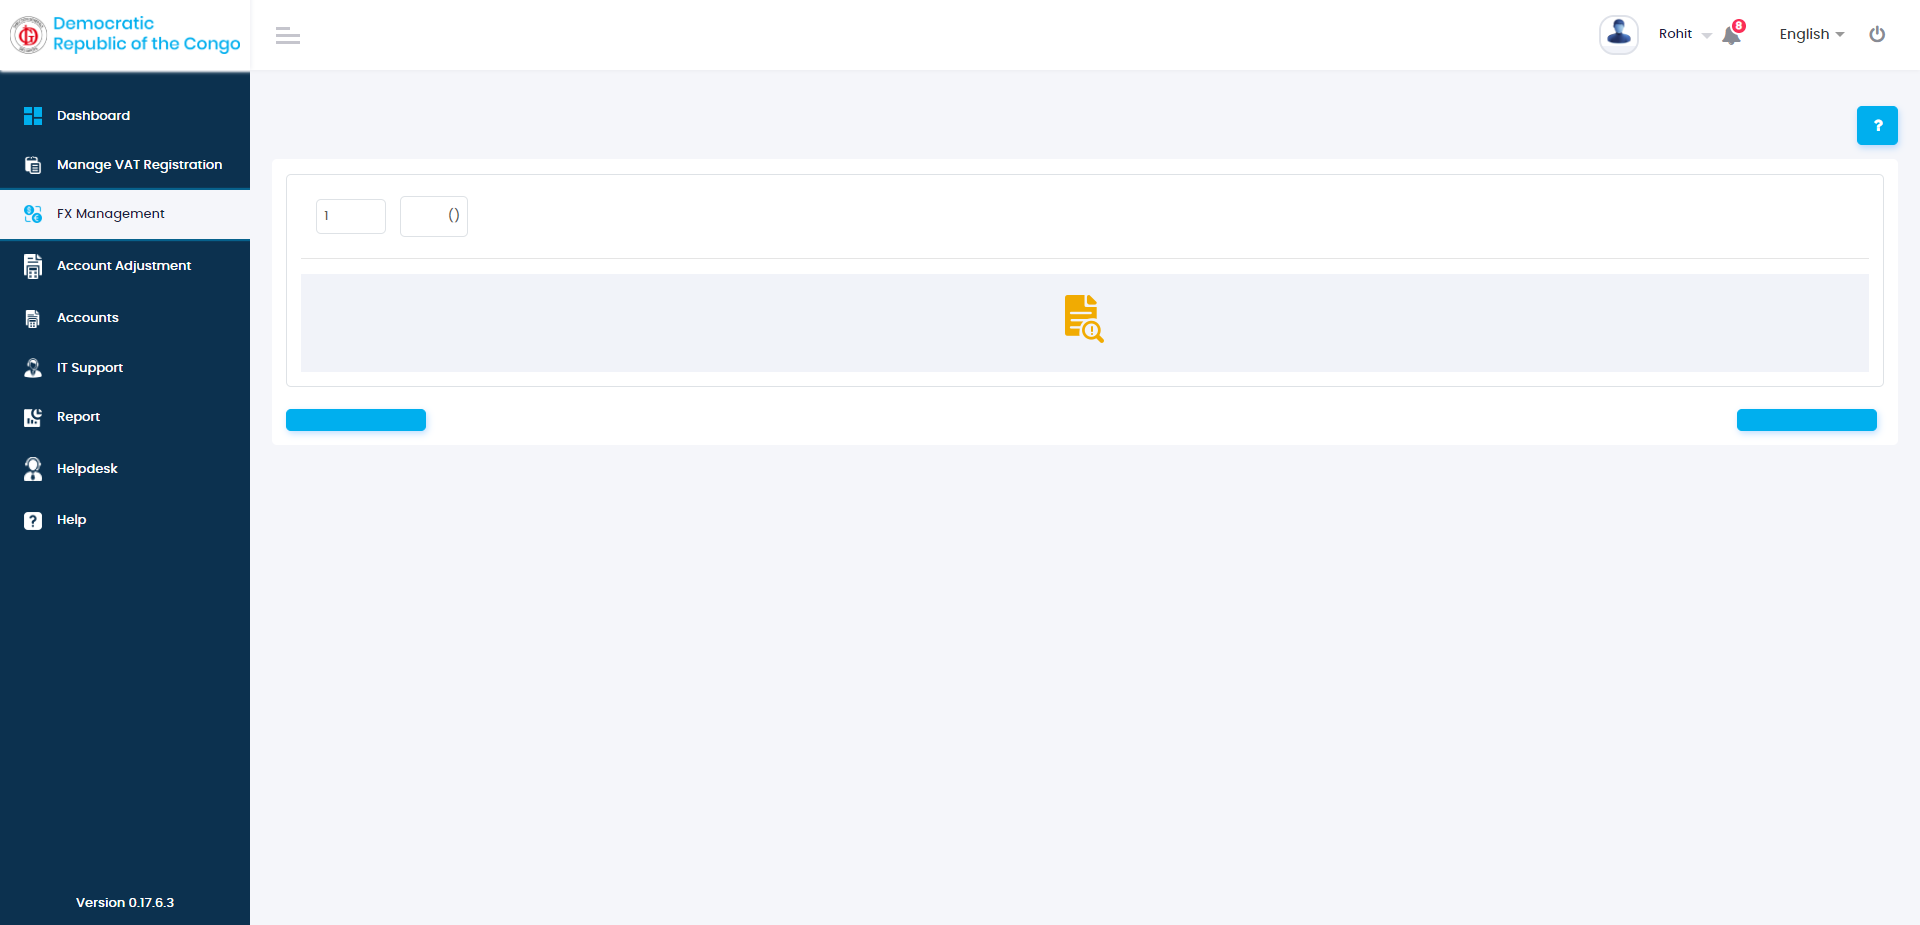 Democratic
Republic of the Congo
Rohit
8
English
Dashboard
Manage VAT Registration
FX Management
Account Adjustment
Accounts
IT Support
Report
Helpdesk
Help
Version 0.17.6.3
?
1
()